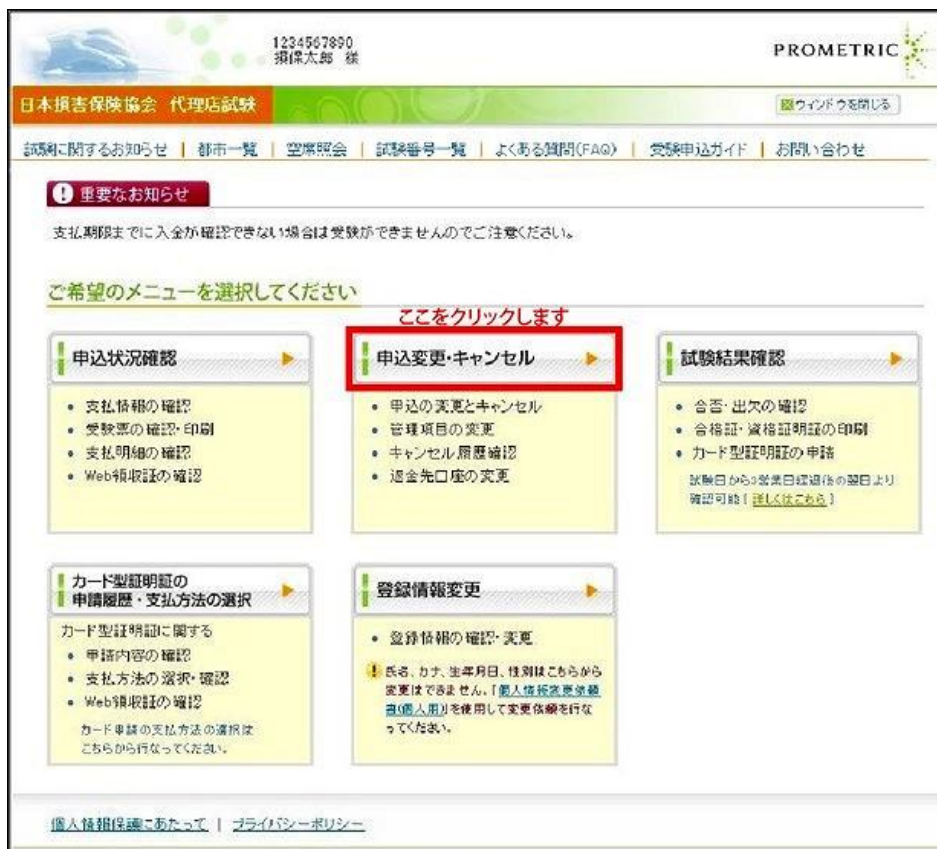 1234567890
損保太郎 様
PROMETRIC
日本損害保険協会 代理店試験
ウィンドウを閉じる
試験に関するお知らせ | 都市一覧 | 空席照会 | 試験番号一覧 | よくある質問(FAQ) | 受験申込ガイド | お問い合わせ
重要なお知らせ
支払期限までに入金が確認できない場合は受験ができませんのでご注意ください。
ご希望のメニューを選択してください
ここをクリックします
申込状況確認
・ 支払情報の確認
・ 受験票の確認・印刷
・ 支払明細の確認
・ Web領収証の確認
申込変更・キャンセル
・ 申込の変更とキャンセル
・ 管理項目の変更
・ キャンセル履歴確認
・ 返金先口座の変更
試験結果確認
・ 合否・出欠の確認
・ 合格証・資格証明証の印刷
・ カード型証明証の申請
試験日から3営業日経過後の翌日より
確認可能[詳しくはこちら]
カード型証明証の
申請履歴・支払方法の選択
カード型証明証に関する
・ 申請内容の確認
・ 支払方法の選択・確認
・ Web領収証の確認
カード申請の支払方法の選択は
こちらから行なってください。
登録情報変更
・ 登録情報の確認・変更
氏名、カナ、生年月日、性別はこちらから
変更はできません。「個人情報変更依頼
書(個人用)」を使用して変更依頼を行な
ってください。
個人情報保護にあたって | プライバシーポリシー